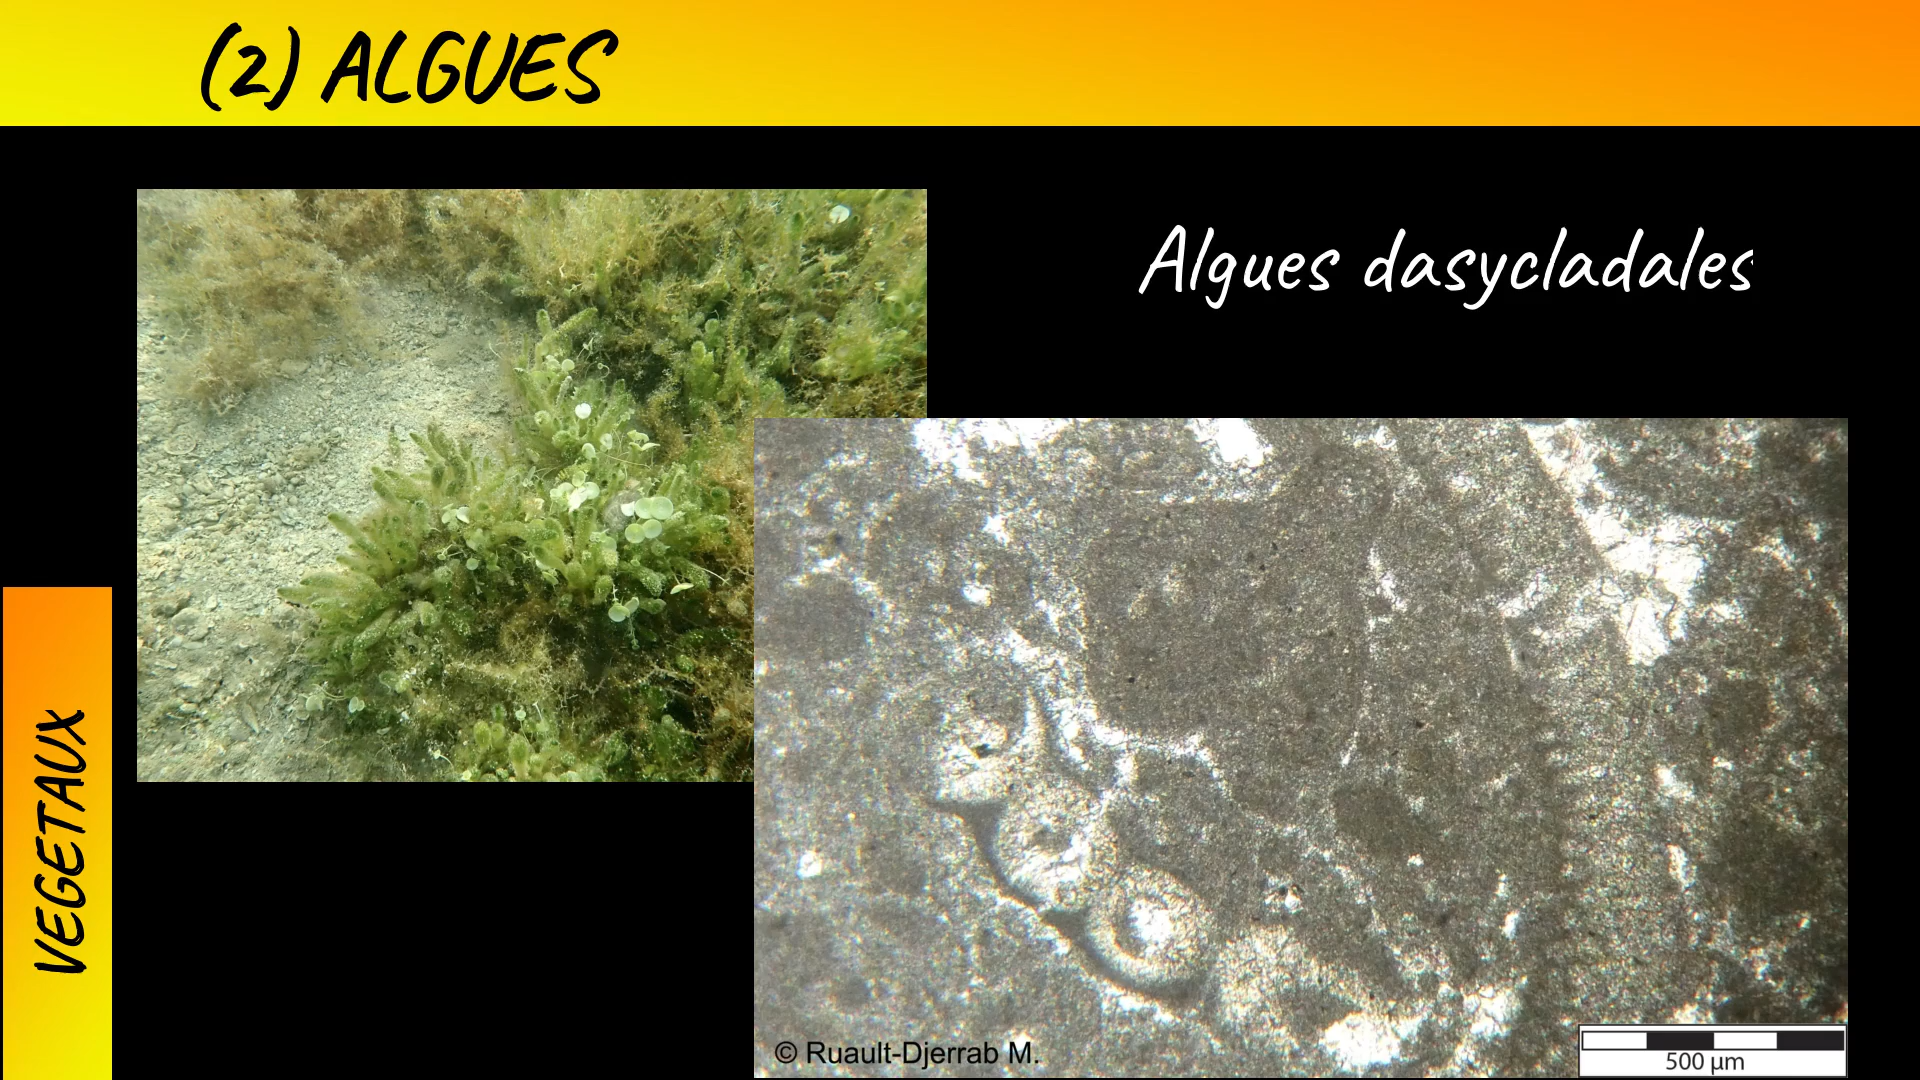 (2) ALGUES
Algues dasycladales
VEGETAUX
© Ruault-Djerrab M.
500 µm